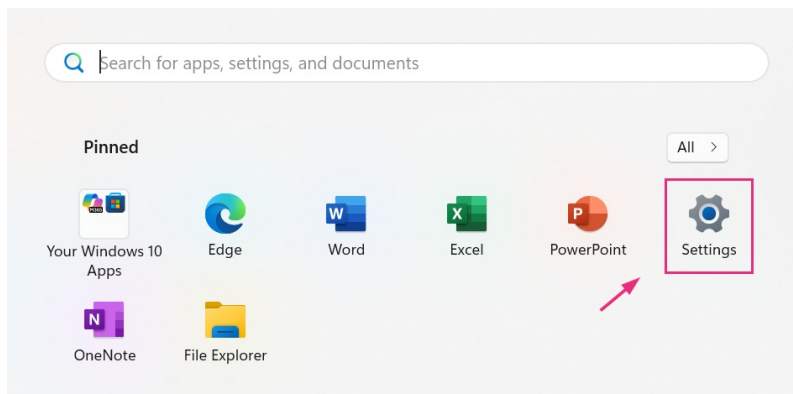 Search for apps, settings, and documents
Pinned
All
Your Windows 10
Apps
Edge
Word
Excel
PowerPoint
Settings
OneNote
File Explorer